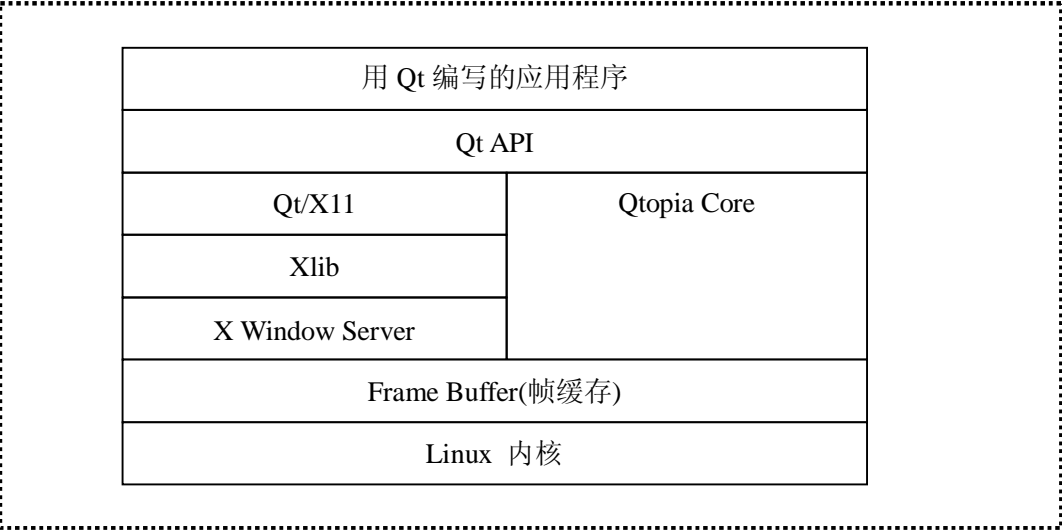 用 Qt 编写的应用程序
Qt API
Qt/X11
Qtopia Core
Xlib
X Window Server
Frame Buffer(帧缓存)
Linux 内核